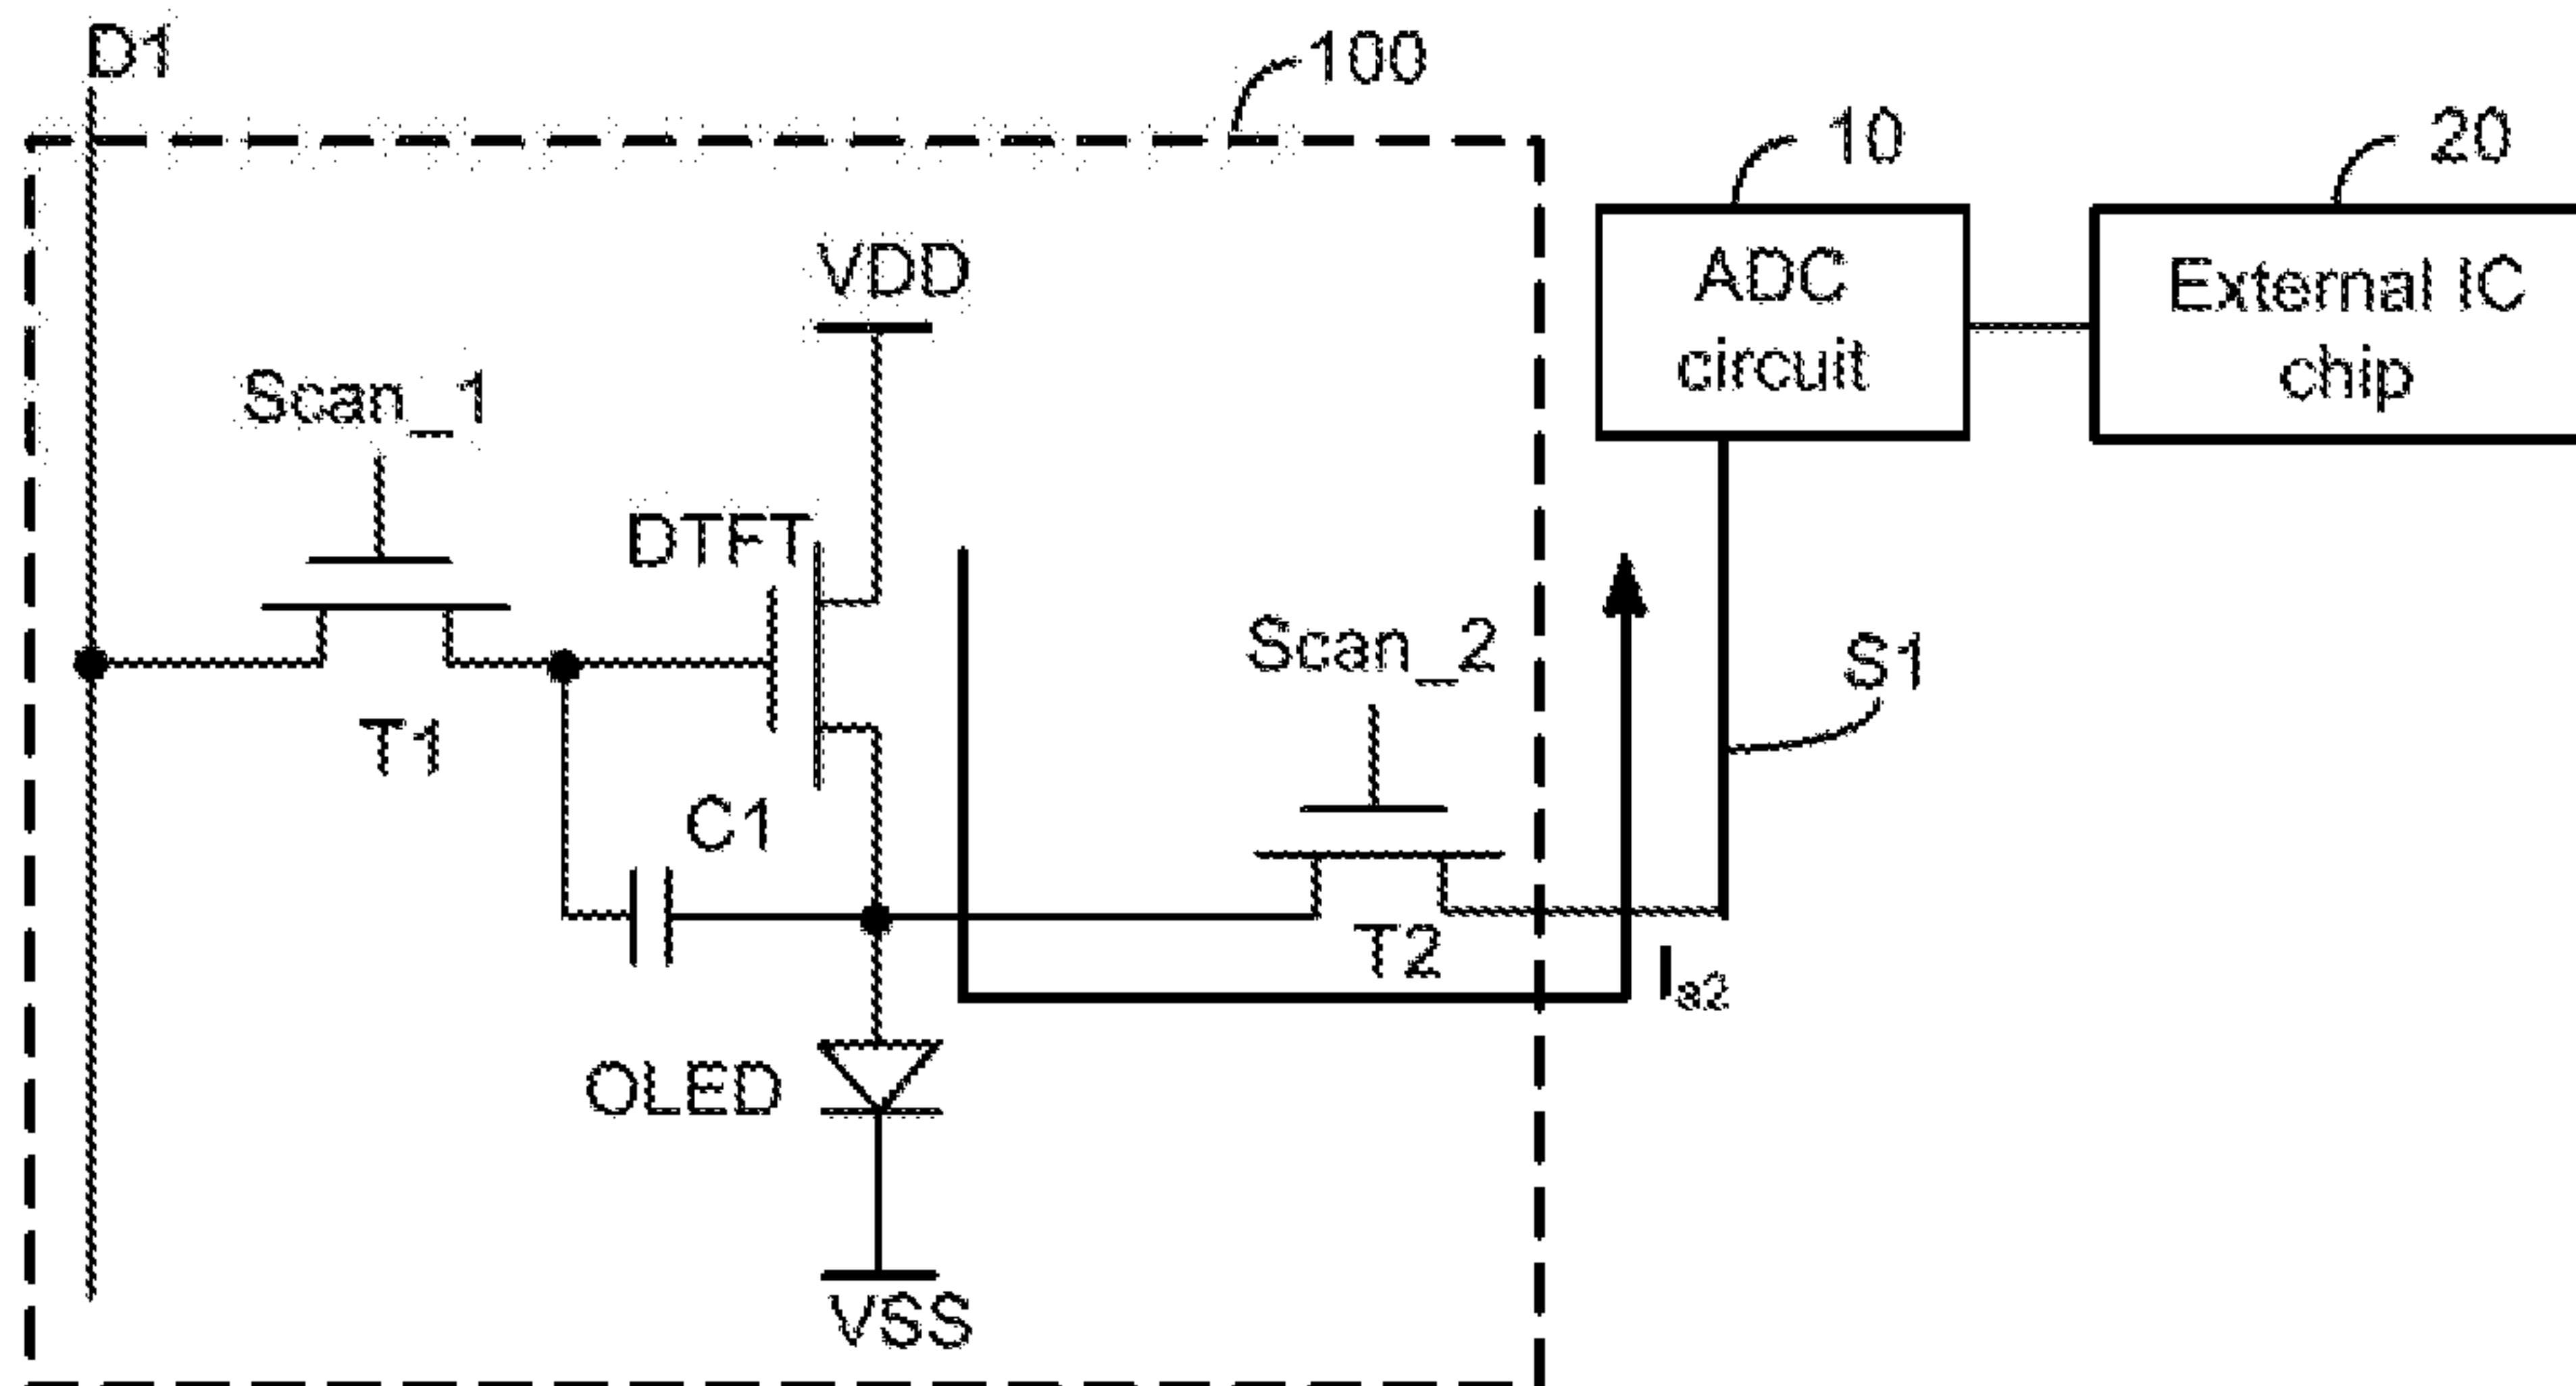 D1
100
10
20
VDD
ADC
circuit
External IC
chip
Scan_1
DTFT
Scan_2
S1
T1
C1
T2
Ia2
OLED
VSS